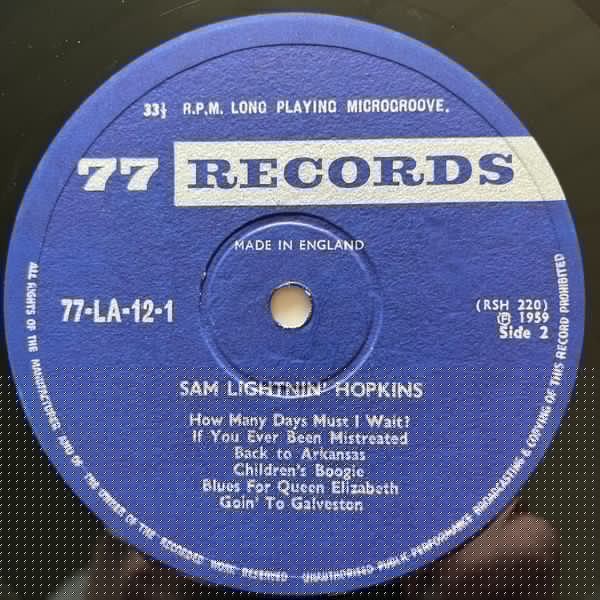 33⅓ R.P.M. LONG PLAYING MICROGROOVE.
77 RECORDS
MADE IN ENGLAND
77-LA-12-1
(RSH 220)
℗ 1959
Side 2
SAM LIGHTNIN' HOPKINS
How Many Days Must I Wait?
If You Ever Been Mistreated
Back to Arkansas
Children's Boogie
Blues For Queen Elizabeth
Goin' To Galveston
ALL RIGHTS OF THE MANUFACTURER AND OF THE OWNER OF THE RECORDED WORK RESERVED - UNAUTHORISED PUBLIC PERFORMANCE BROADCASTING & COPYING OF THIS RECORD PROHIBITED